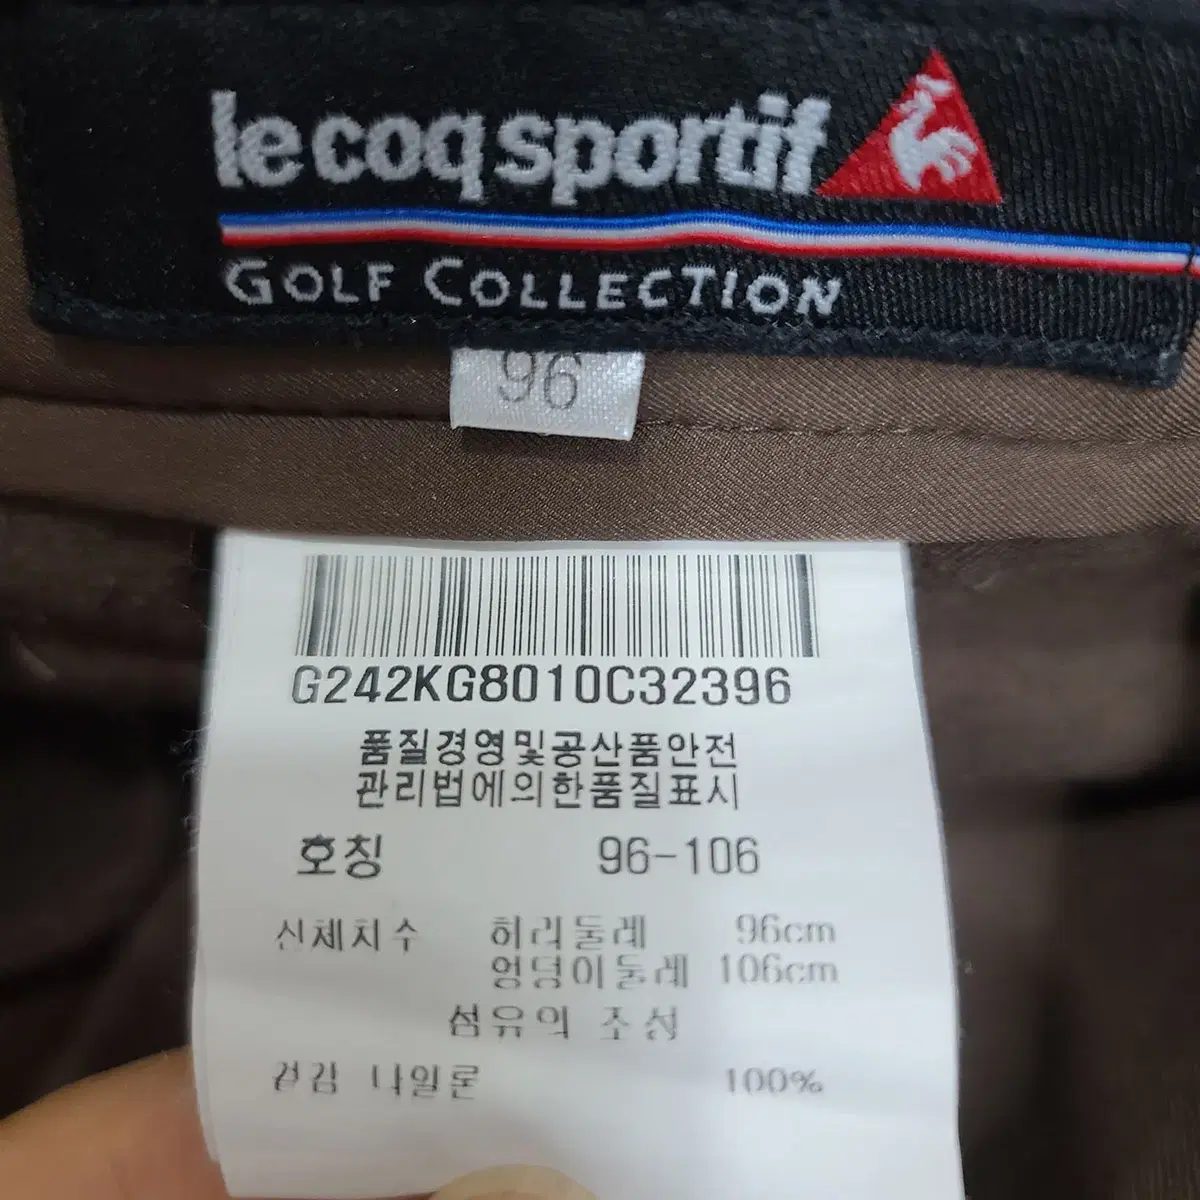 le coq sportif
GOLF COLLECTION
96
G242KG8010C32396
품질경영및공산품안전
관리법에의한품질표시
호칭 96-106
신체치수 허리둘레 96cm
엉덩이둘레 106cm
섬유의 조성
겉감 나일론 100%